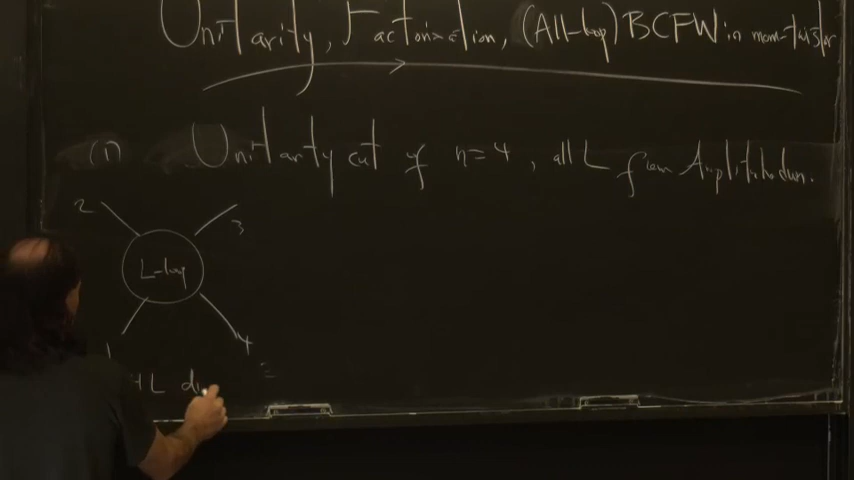 Unitarity, Factorization, (All-loop) BCFW in mom-twistor
(1) Unitarity cut of n=4, all L from Amplituhedron.
2
3
L-loop
1
4
=
4L di